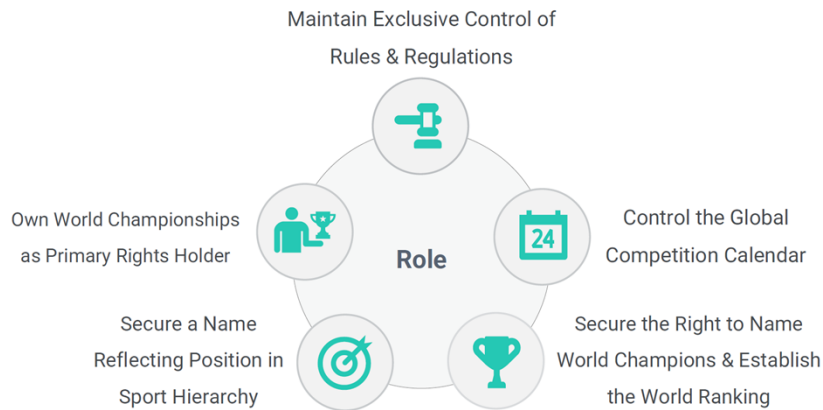 Maintain Exclusive Control of
Rules & Regulations
Own World Championships
as Primary Rights Holder
24
Control the Global
Competition Calendar
Role
Secure a Name
Reflecting Position in
Sport Hierarchy
Secure the Right to Name
World Champions & Establish
the World Ranking